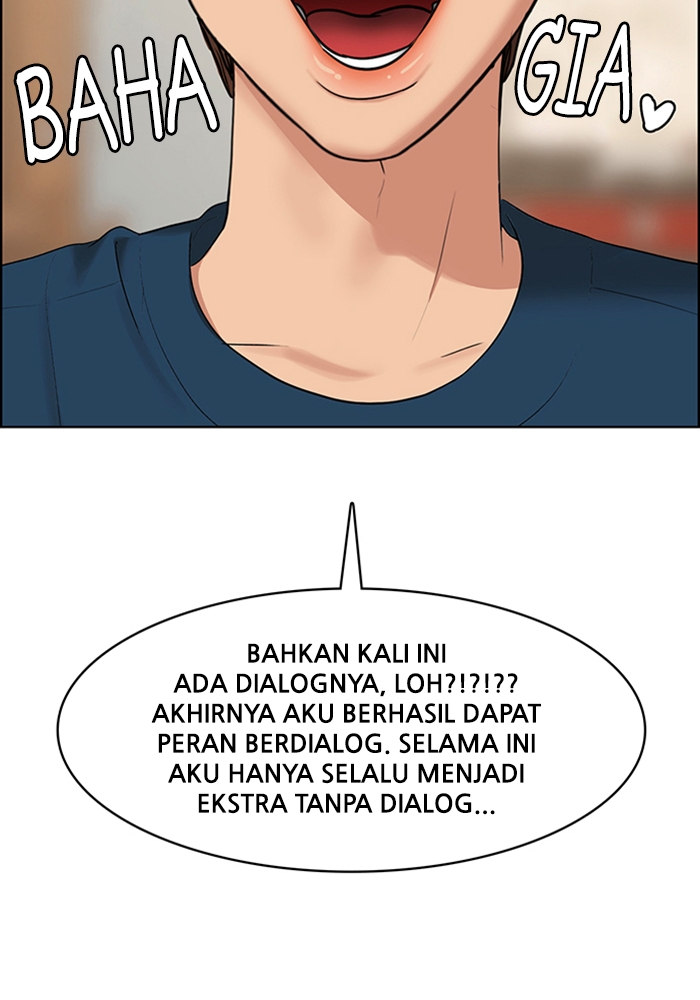 BAHA GIA♥
BAHKAN KALI INI
ADA DIALOGNYA, LOH?!?!??
AKHIRNYA AKU BERHASIL DAPAT
PERAN BERDIALOG. SELAMA INI
AKU HANYA SELALU MENJADI
EKSTRA TANPA DIALOG...